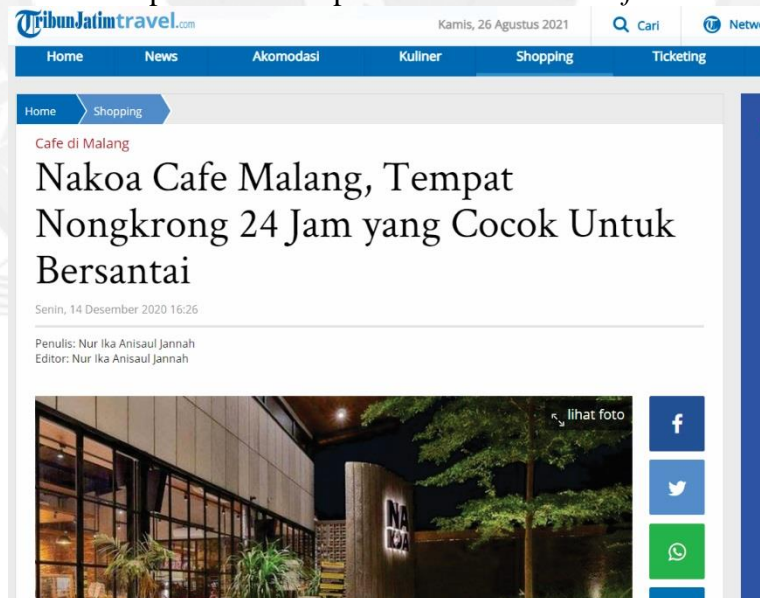 TribunJatimtravel.com
Kamis, 26 Agustus 2021 Cari
Home News Akomodasi Kuliner Shopping Ticketing
Home Shopping
Cafe di Malang
Nakoa Cafe Malang, Tempat
Nongkrong 24 Jam yang Cocok Untuk
Bersantai
Senin, 14 Desember 2020 16:26
Penulis: Nur Ika Anisaul Jannah
Editor: Nur Ika Anisaul Jannah
lihat foto
NA
KOA